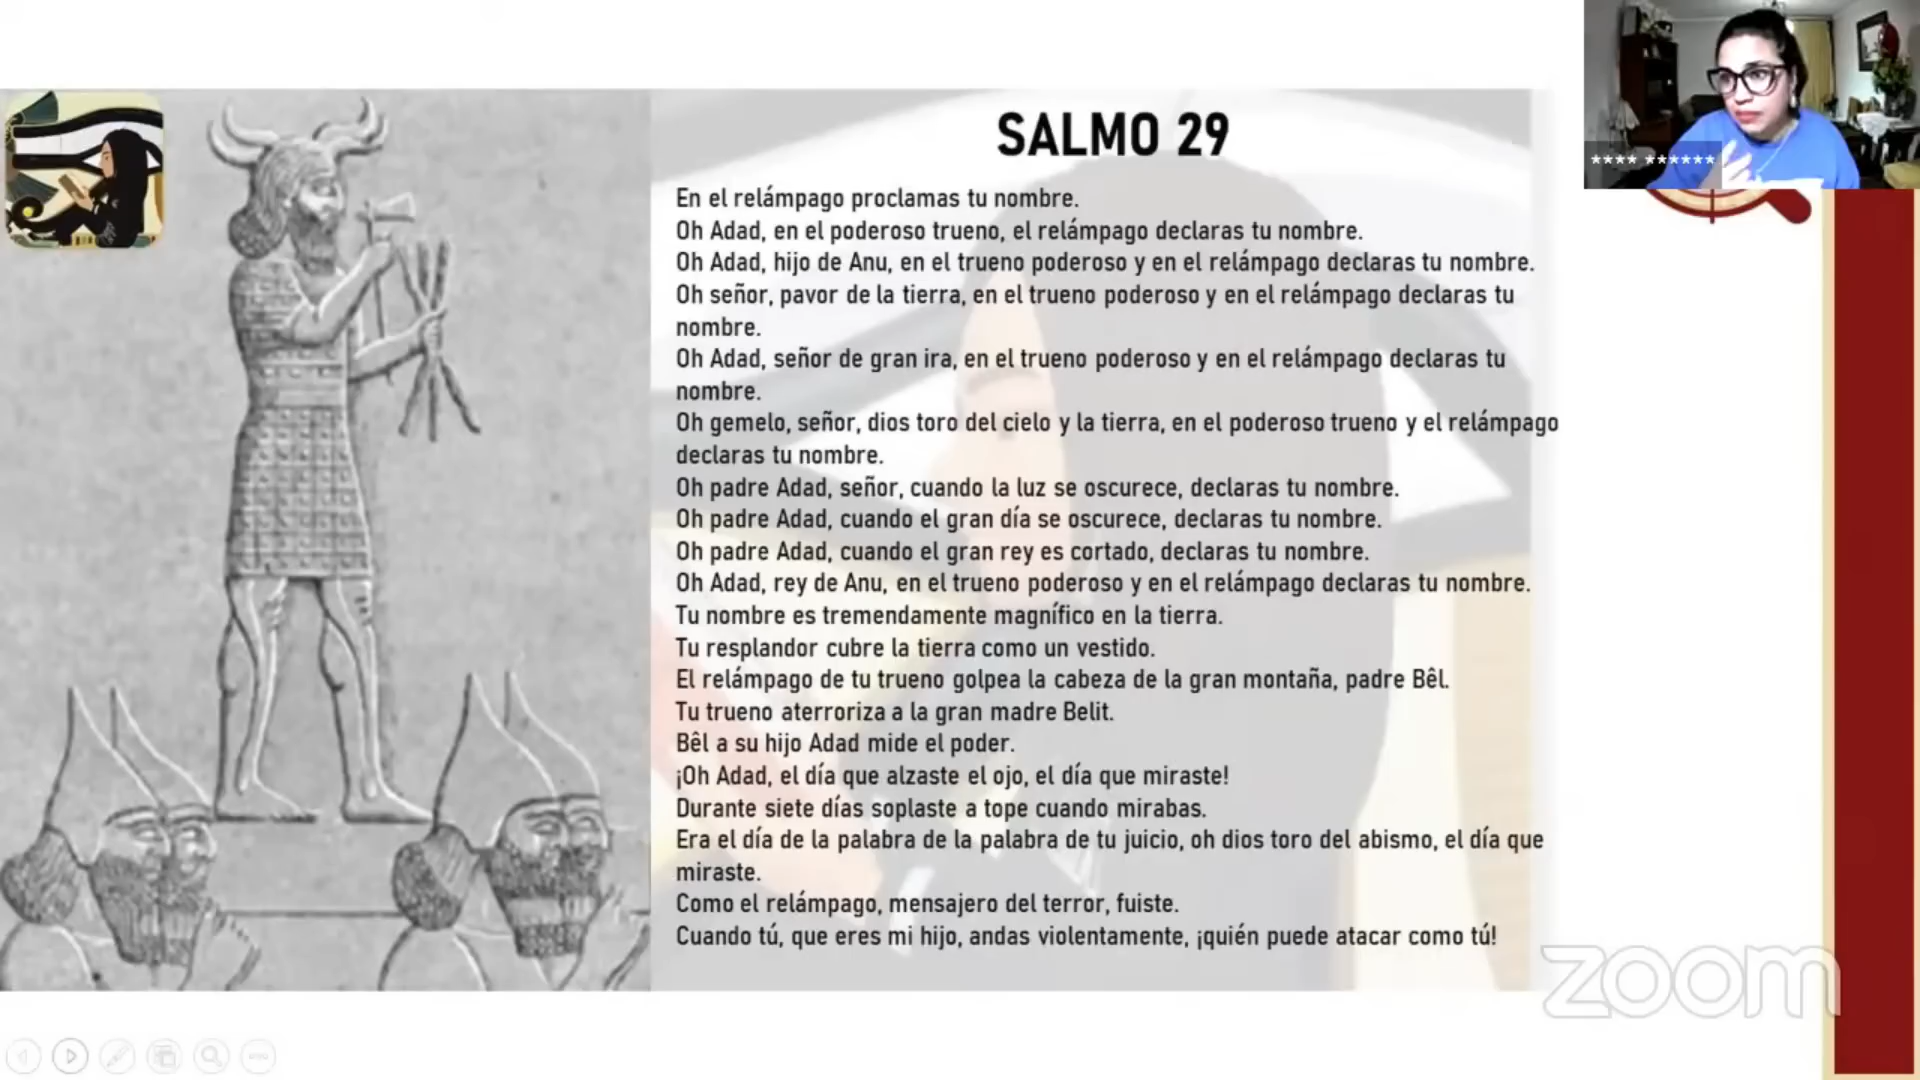 SALMO 29
**** ******
En el relámpago proclamas tu nombre.
Oh Adad, en el poderoso trueno, el relámpago declaras tu nombre.
Oh Adad, hijo de Anu, en el trueno poderoso y en el relámpago declaras tu nombre.
Oh señor, pavor de la tierra, en el trueno poderoso y en el relámpago declaras tu
nombre.
Oh Adad, señor de gran ira, en el trueno poderoso y en el relámpago declaras tu
nombre.
Oh gemelo, señor, dios toro del cielo y la tierra, en el poderoso trueno y el relámpago
declaras tu nombre.
Oh padre Adad, señor, cuando la luz se oscurece, declaras tu nombre.
Oh padre Adad, cuando el gran día se oscurece, declaras tu nombre.
Oh padre Adad, cuando el gran rey es cortado, declaras tu nombre.
Oh Adad, rey de Anu, en el trueno poderoso y en el relámpago declaras tu nombre.
Tu nombre es tremendamente magnífico en la tierra.
Tu resplandor cubre la tierra como un vestido.
El relámpago de tu trueno golpea la cabeza de la gran montaña, padre Bêl.
Tu trueno aterroriza a la gran madre Belit.
Bêl a su hijo Adad mide el poder.
¡Oh Adad, el día que alzaste el ojo, el día que miraste!
Durante siete días soplaste a tope cuando mirabas.
Era el día de la palabra de la palabra de tu juicio, oh dios toro del abismo, el día que
miraste.
Como el relámpago, mensajero del terror, fuiste.
Cuando tú, que eres mi hijo, andas violentamente, ¡quién puede atacar como tú!
zoom